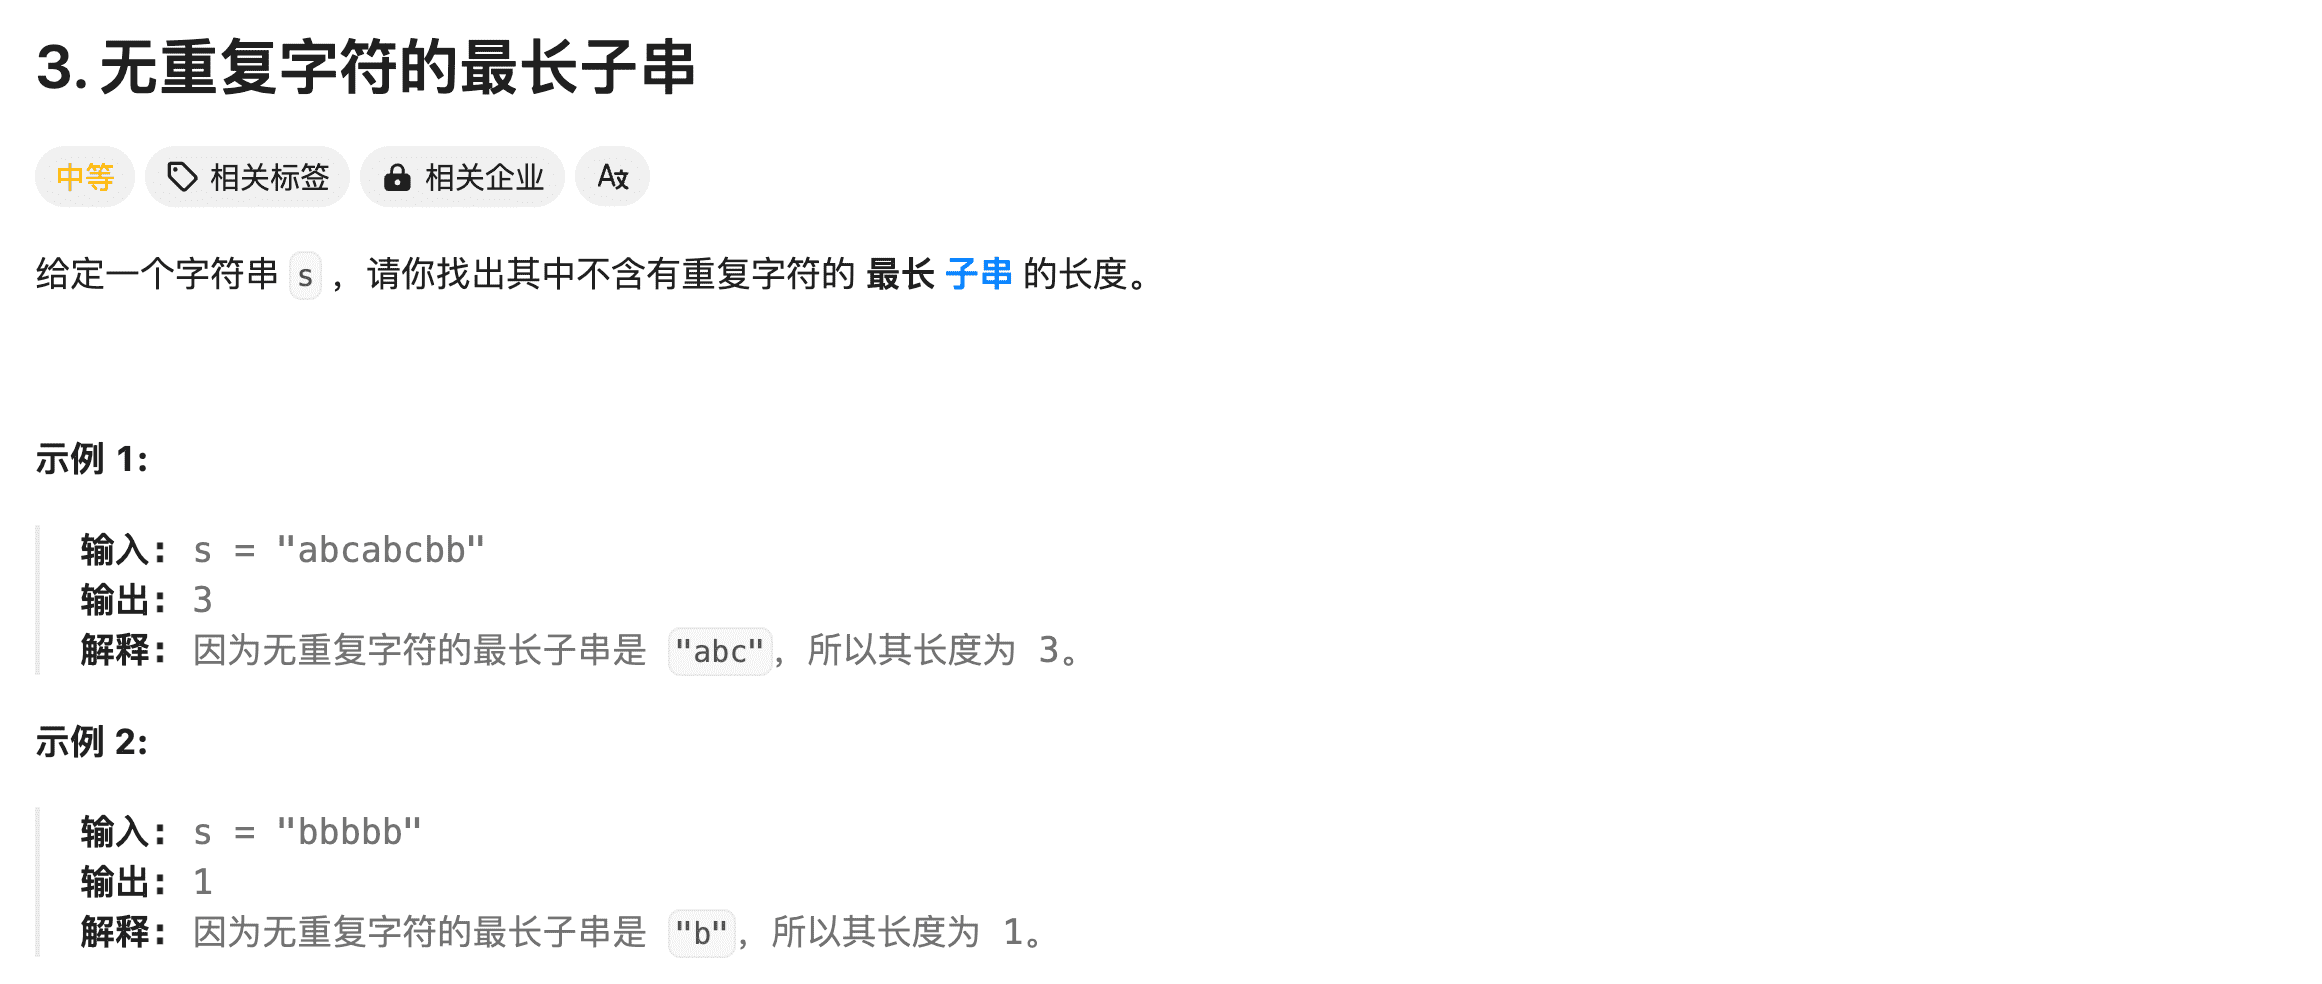 3. 无重复字符的最长子串
中等 相关标签 相关企业 A文
给定一个字符串 s ，请你找出其中不含有重复字符的 最长 子串 的长度。
示例 1:
输入: s = "abcabcbb"
输出: 3
解释: 因为无重复字符的最长子串是 "abc"，所以其长度为 3。
示例 2:
输入: s = "bbbbb"
输出: 1
解释: 因为无重复字符的最长子串是 "b"，所以其长度为 1。